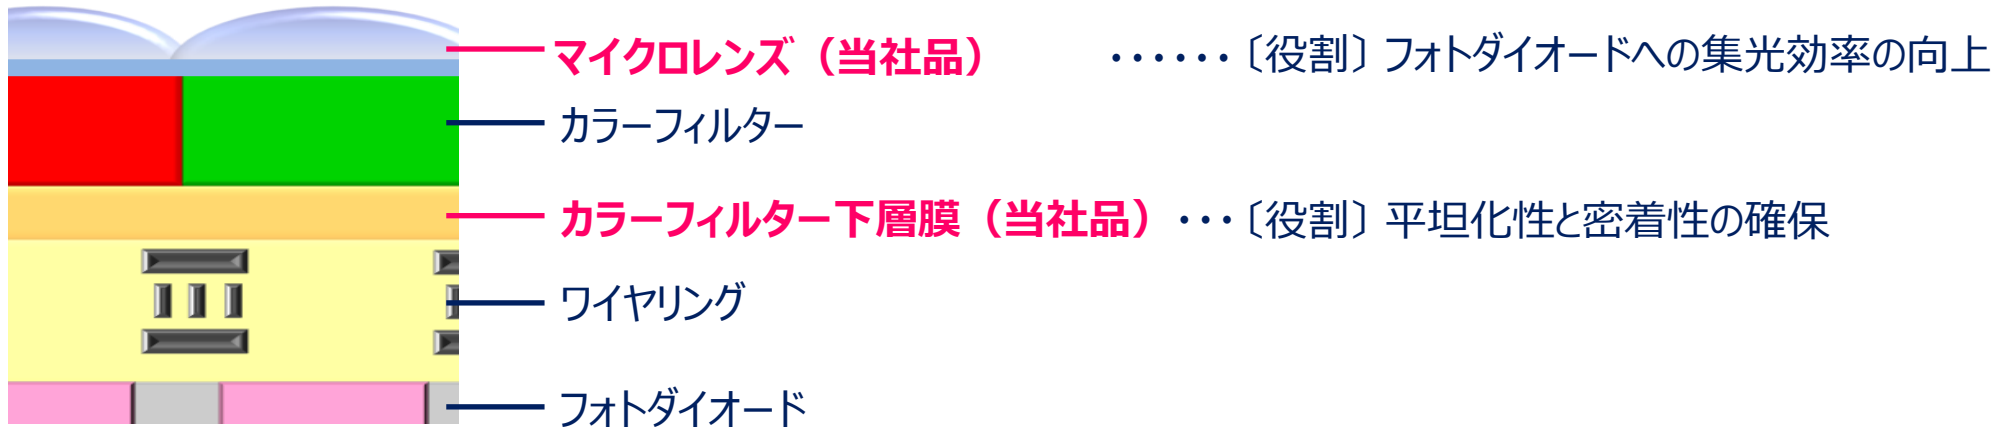 マイクロレンズ（当社品） ・・・・・・〔役割〕フォトダイオードへの集光効率の向上
カラーフィルター
カラーフィルター下層膜（当社品）・・・〔役割〕平坦化性と密着性の確保
ワイヤリング
フォトダイオード